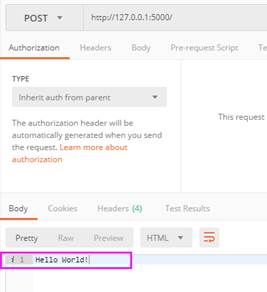 POST http://127.0.0.1:5000/
Authorization Headers Body Pre-request Script Te
TYPE
Inherit auth from parent
This request
The authorization header will be
automatically generated when you send
the request. Learn more about
authorization
Body Cookies Headers (4) Test Results
Pretty Raw Preview HTML
i 1 Hello World!